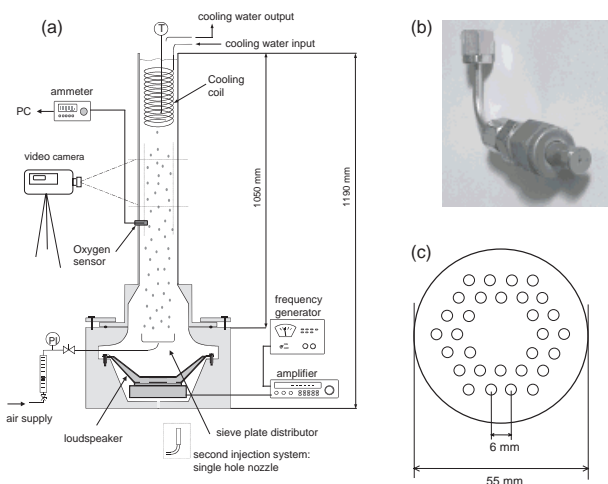 (a)
T
cooling water output
cooling water input
Cooling
coil
ammeter
PC
video camera
Oxygen
sensor
1050 mm
1190 mm
frequency
generator
PI
amplifier
air supply
loudspeaker
sieve plate distributor
second injection system:
single hole nozzle
(b)
(c)
6 mm
55 mm